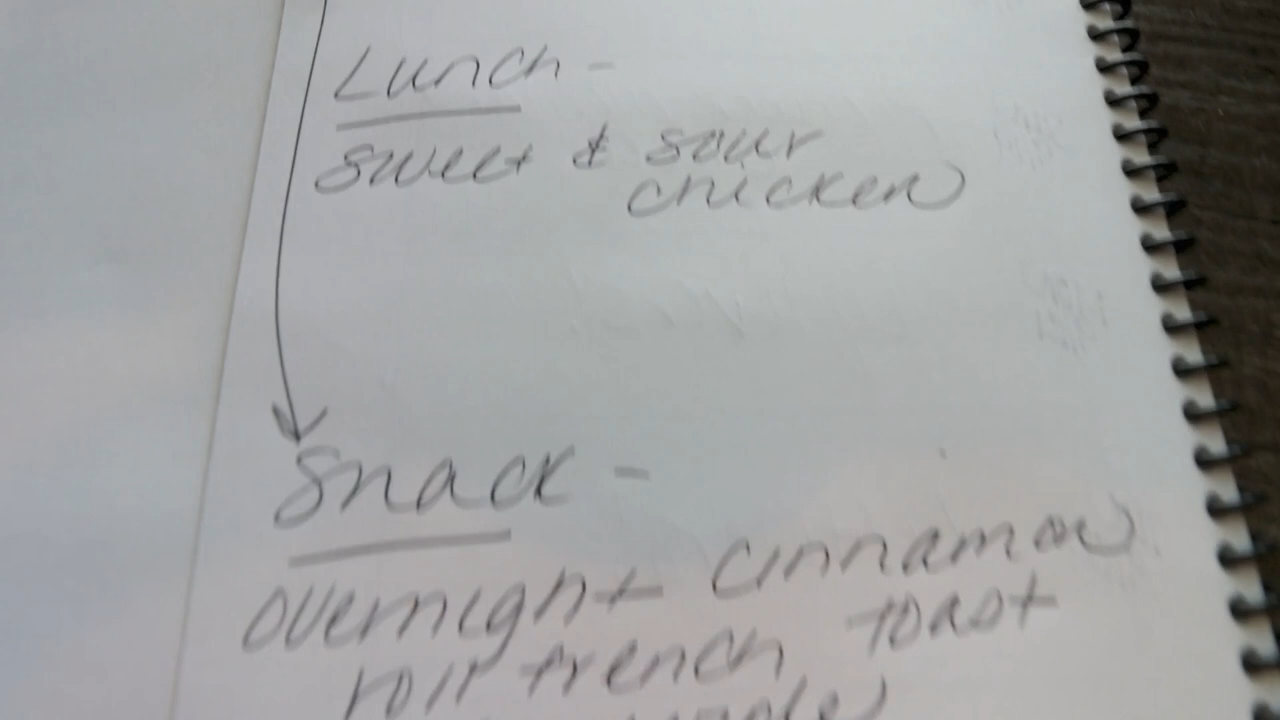 Lunch -
sweet & sour
chicken
Snack -
overnight cinnamon
roll french toast